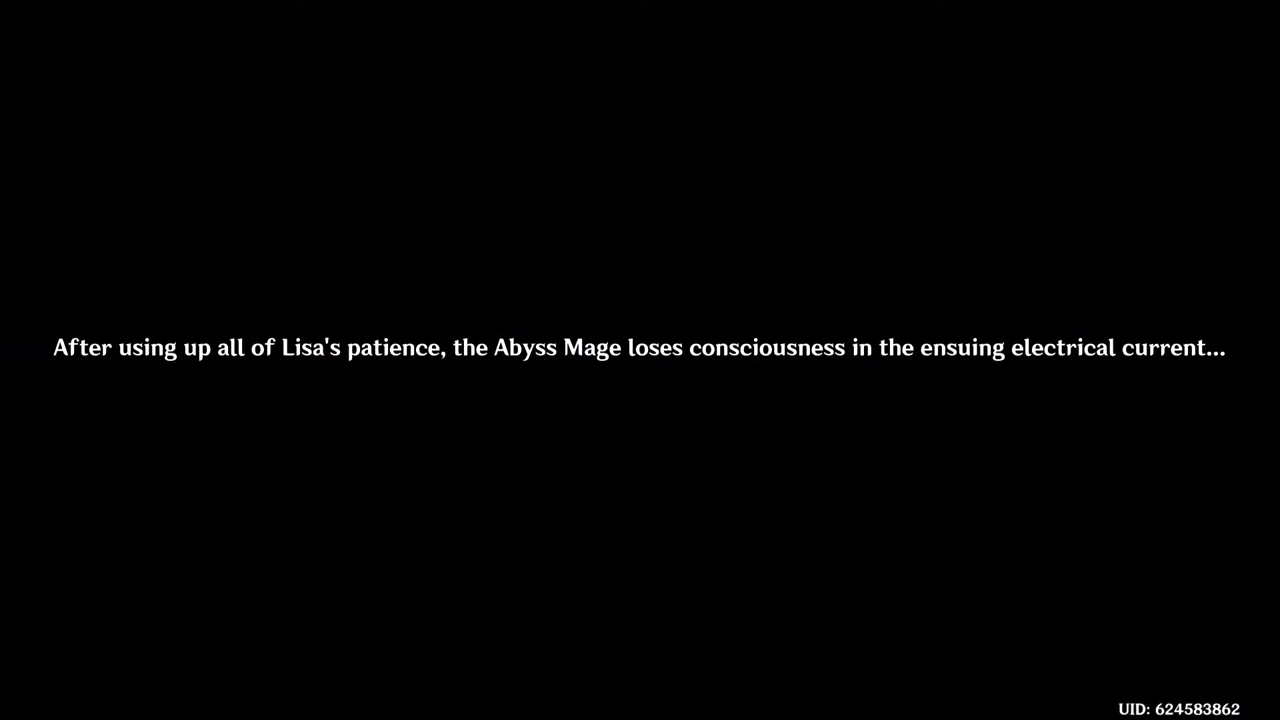 After using up all of Lisa's patience, the Abyss Mage loses consciousness in the ensuing electrical current...
UID: 624583862